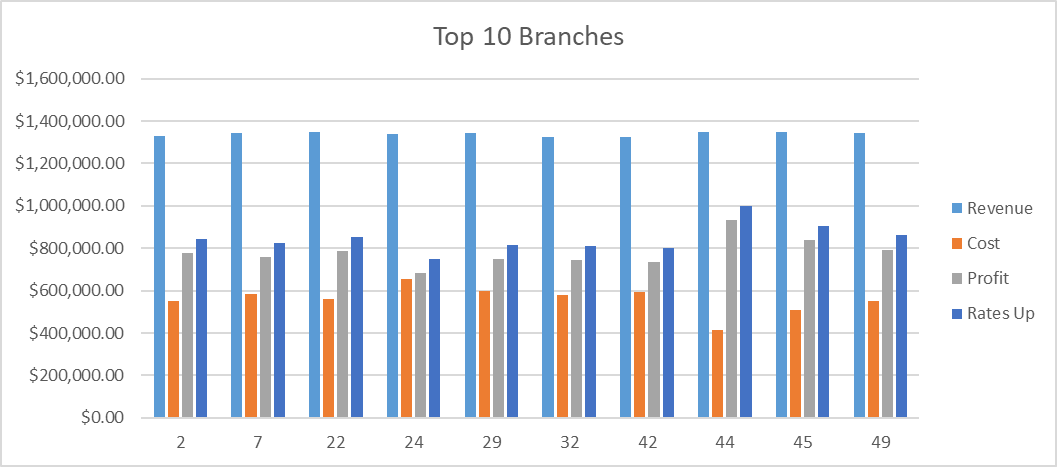 Top 10 Branches
$1,600,000.00
$1,400,000.00
$1,200,000.00
$1,000,000.00
$800,000.00
$600,000.00
$400,000.00
$200,000.00
$0.00
2 7 22 24 29 32 42 44 45 49
Revenue
Cost
Profit
Rates Up